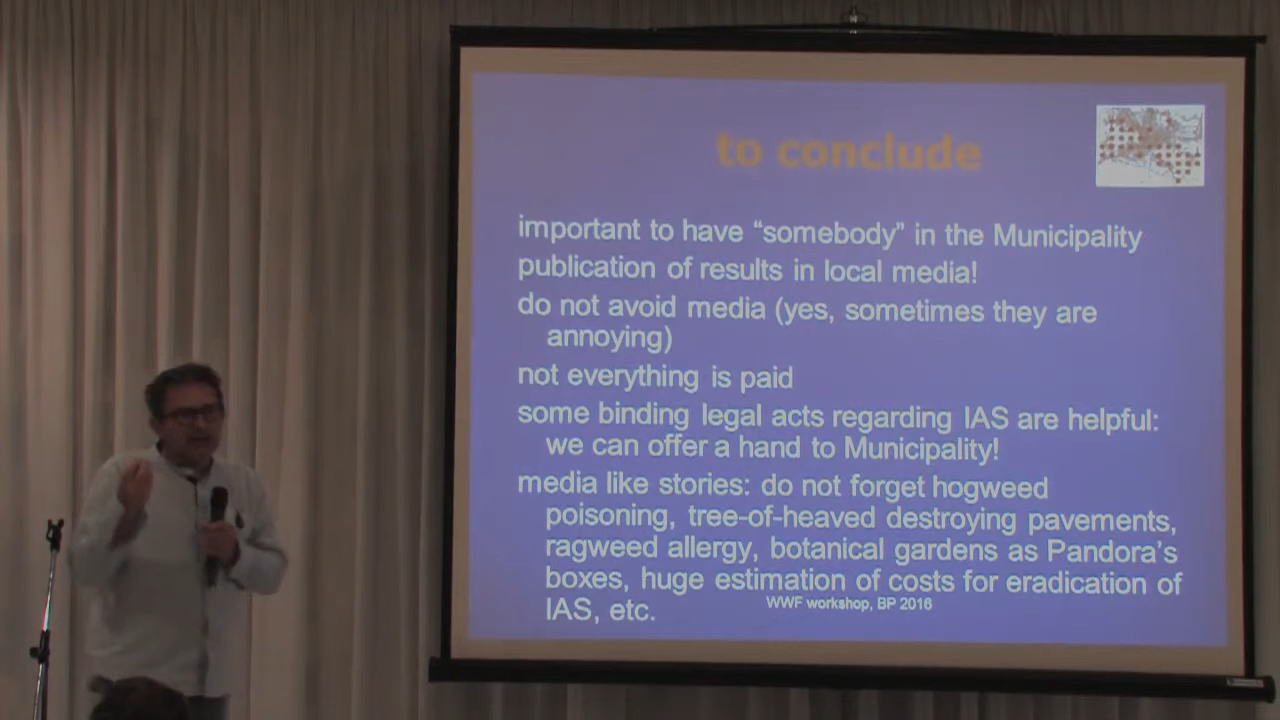 to conclude
important to have “somebody” in the Municipality
publication of results in local media!
do not avoid media (yes, sometimes they are
annoying)
not everything is paid
some binding legal acts regarding IAS are helpful:
we can offer a hand to Municipality!
media like stories: do not forget hogweed
poisoning, tree-of-heaved destroying pavements,
ragweed allergy, botanical gardens as Pandora’s
boxes, huge estimation of costs for eradication of
IAS, etc.
WWF workshop, BP 2016